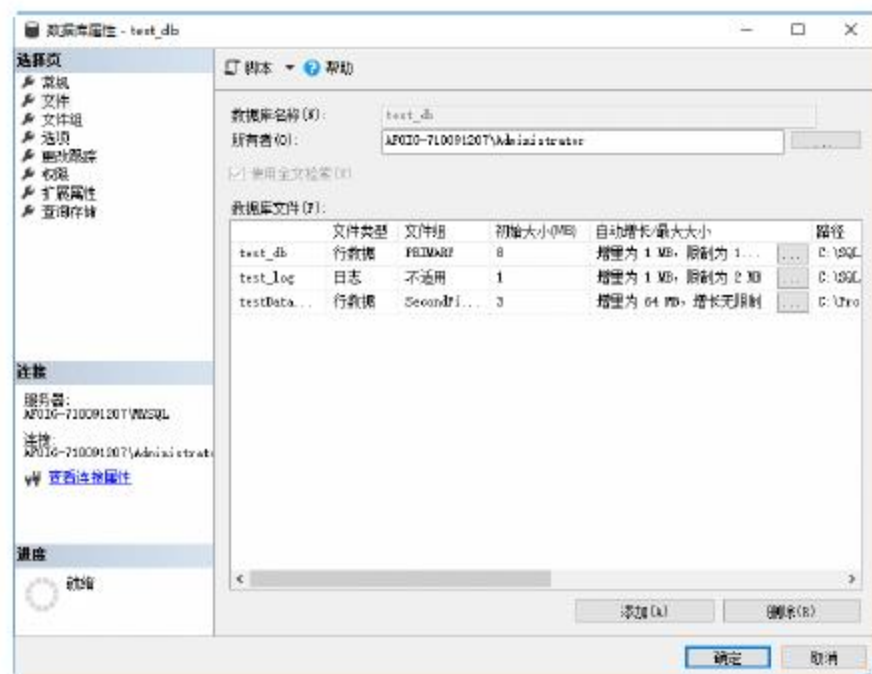 数据库属性 - test_db
选择页
常规
文件
文件组
选项
更改跟踪
权限
扩展属性
查询存储
脚本 帮助
数据库名称(N): test_db
所有者(O): AFOIG-710091207\Administrator ...
使用全文检索(U)
数据库文件(F):
文件类型 文件组 初始大小(MB) 自动增长/最大大小 路径
test_db 行数据 PRIMARY 8 增量为 1 MB, 限制为 1... ... C:\SQL
test_log 日志 不适用 1 增量为 1 MB, 限制为 2 MB ... C:\SQL
testData... 行数据 SecondFi... 3 增量为 64 MB, 增长无限制 ... C:\Pro
连接
服务器:
AFOIG-710091207\MYSQL
连接:
AFOIG-710091207\Administrat
查看连接属性
进度
就绪
添加(A) 删除(R)
确定 取消